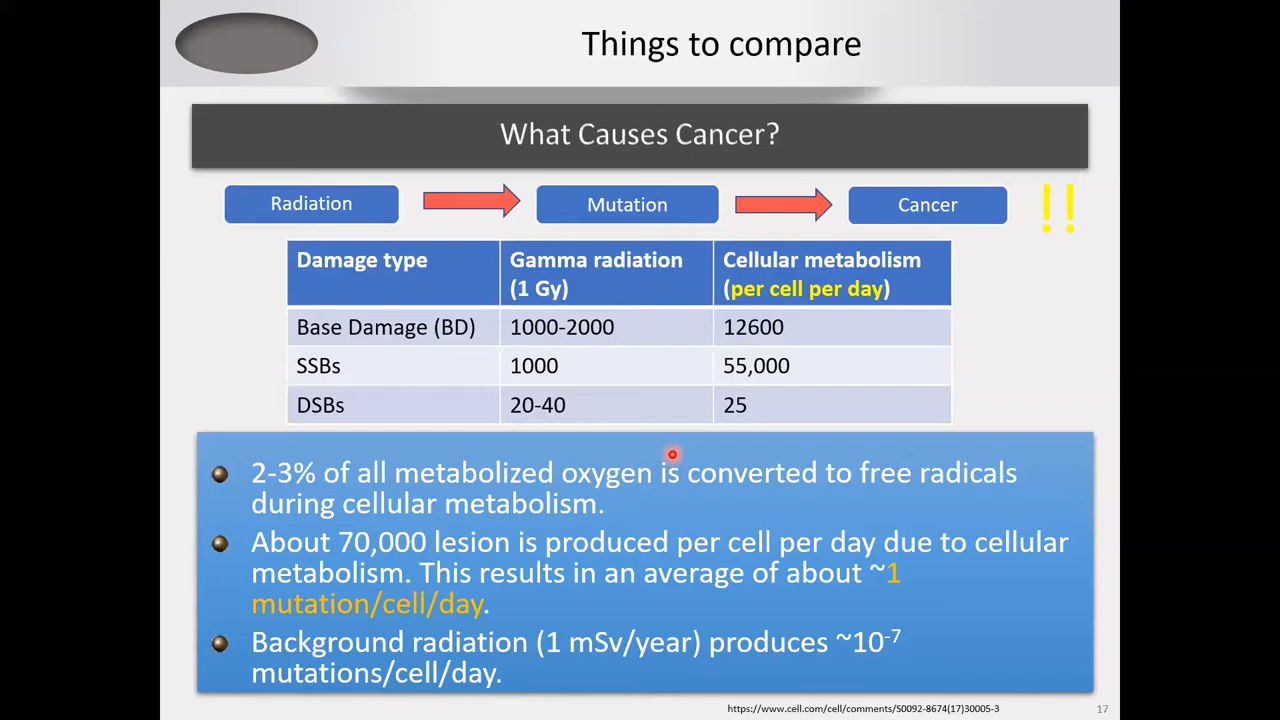 Things to compare
What Causes Cancer?
Radiation Mutation Cancer !!
Damage type Gamma radiation Cellular metabolism
(1 Gy) (per cell per day)
Base Damage (BD) 1000-2000 12600
SSBs 1000 55,000
DSBs 20-40 25
2-3% of all metabolized oxygen is converted to free radicals
during cellular metabolism.
About 70,000 lesion is produced per cell per day due to cellular
metabolism. This results in an average of about ~1
mutation/cell/day.
Background radiation (1 mSv/year) produces ~10⁻⁷
mutations/cell/day.
https://www.cell.com/cell/comments/S0092-8674(17)30005-3 17